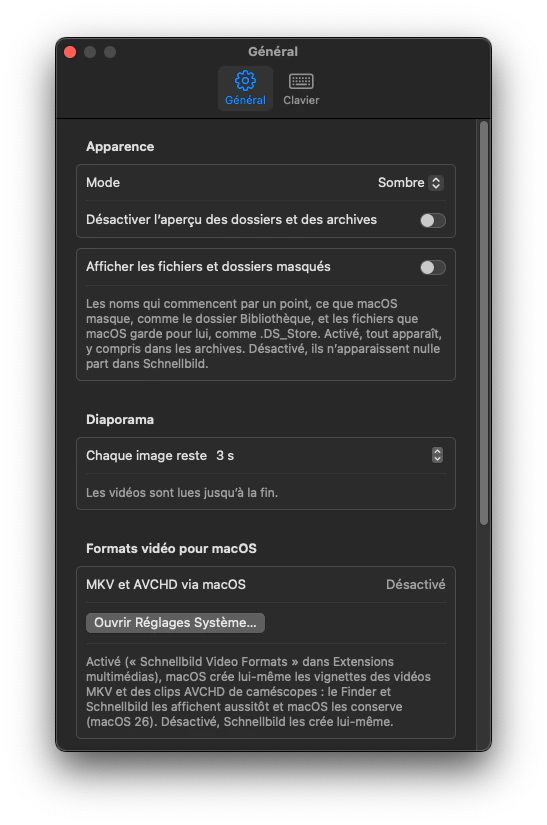 Général
Général
Clavier
Apparence
Mode
Sombre
Désactiver l’aperçu des dossiers et des archives
Afficher les fichiers et dossiers masqués
Les noms qui commencent par un point, ce que macOS
masque, comme le dossier Bibliothèque, et les fichiers que
macOS garde pour lui, comme .DS_Store. Activé, tout apparaît,
y compris dans les archives. Désactivé, ils n’apparaissent nulle
part dans Schnellbild.
Diaporama
Chaque image reste 3 s
Les vidéos sont lues jusqu’à la fin.
Formats vidéo pour macOS
MKV et AVCHD via macOS
Désactivé
Ouvrir Réglages Système…
Activé (« Schnellbild Video Formats » dans Extensions
multimédias), macOS crée lui-même les vignettes des vidéos
MKV et des clips AVCHD de caméscopes : le Finder et
Schnellbild les affichent aussitôt et macOS les conserve
(macOS 26). Désactivé, Schnellbild les crée lui-même.